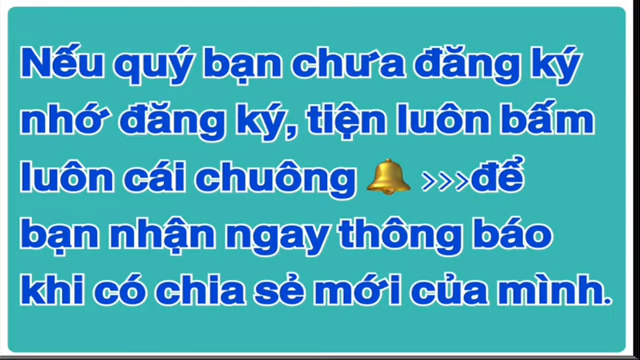 Nếu quý bạn chưa đăng ký
nhớ đăng ký, tiện luôn bấm
luôn cái chuông 🔔 >>>để
bạn nhận ngay thông báo
khi có chia sẻ mới của mình.